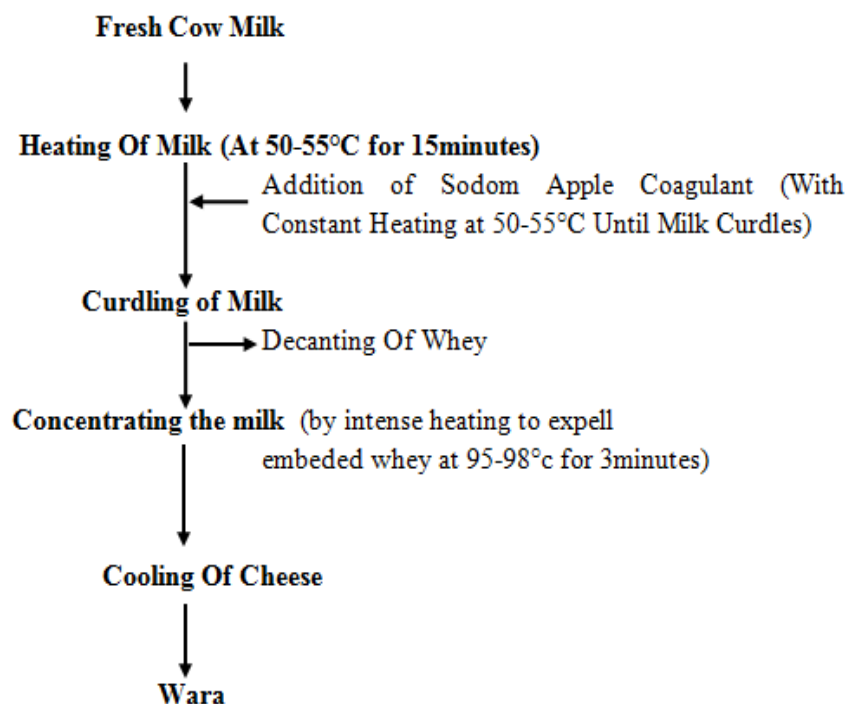 Fresh Cow Milk
Heating Of Milk (At 50-55°C for 15minutes)
Addition of Sodom Apple Coagulant (With
Constant Heating at 50-55°C Until Milk Curdles)
Curdling of Milk
Decanting Of Whey
Concentrating the milk (by intense heating to expell
embeded whey at 95-98°c for 3minutes)
Cooling Of Cheese
Wara